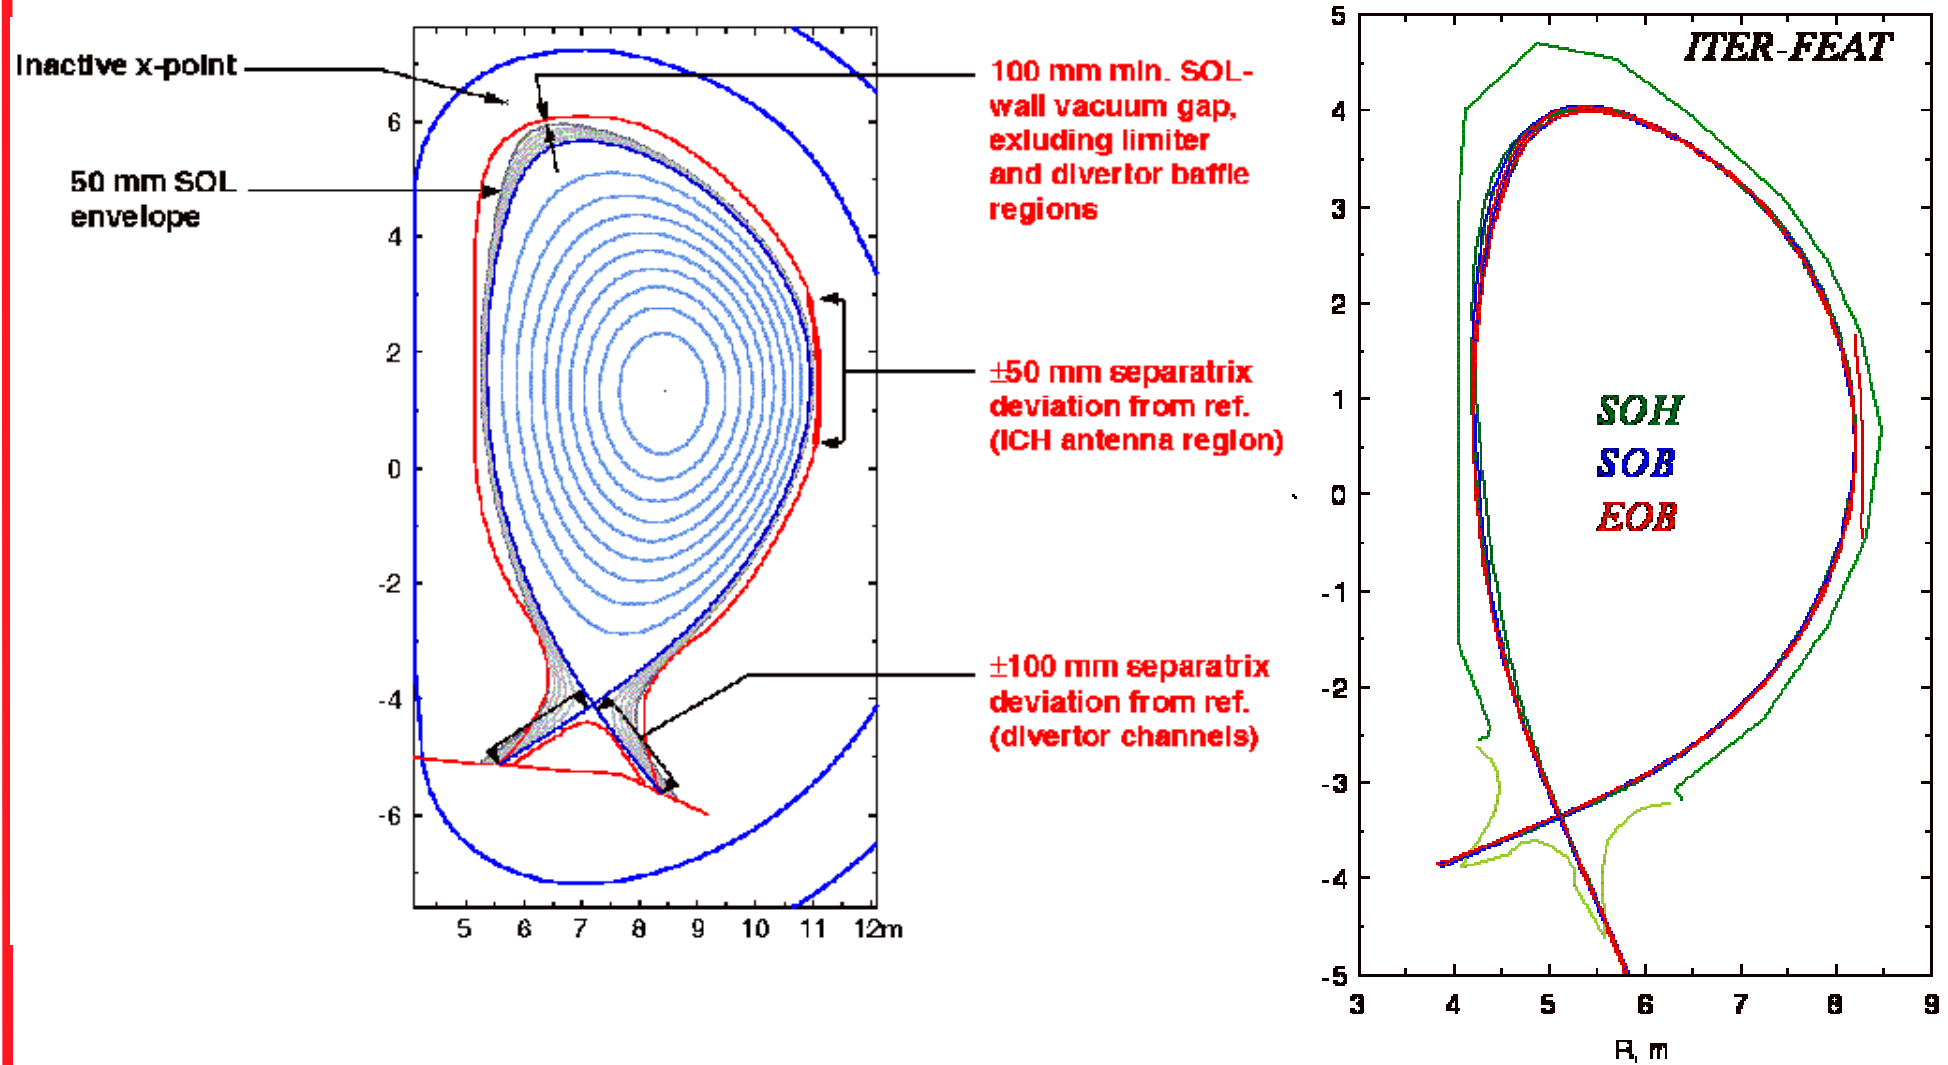 Inactive x-point
50 mm SOL
envelope
6
4
2
0
-2
-4
-6
5 6 7 8 9 10 11 12m
100 mm min. SOL-
wall vacuum gap,
exluding limiter
and divertor baffle
regions
±50 mm separatrix
deviation from ref.
(ICH antenna region)
±100 mm separatrix
deviation from ref.
(divertor channels)
ITER-FEAT
SOH
SOB
EOB
5
4
3
2
1
0
-1
-2
-3
-4
-5
3 4 5 6 7 8 9
R, m